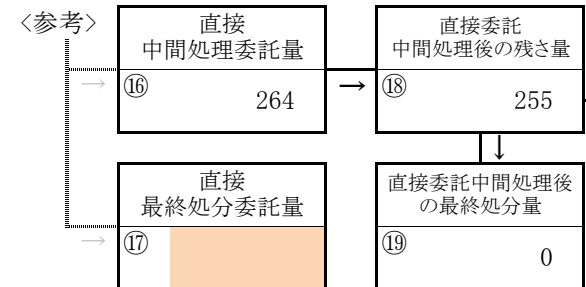 〈参考〉
直接
中間処理委託量
⑯
264
→
→
直接委託
中間処理後の残さ量
⑱
255
↓
直接
最終処分委託量
→
⑰
直接委託中間処理後
の最終処分量
⑲
0